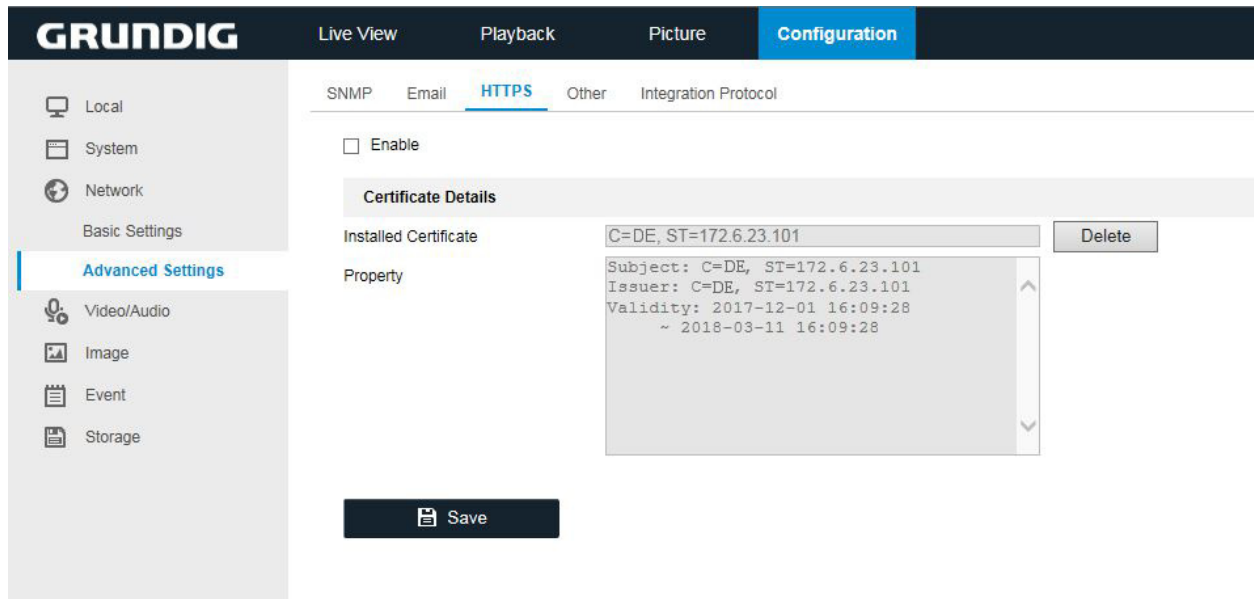 GRUNDIG Live View Playback Picture Configuration
SNMP Email HTTPS Other Integration Protocol
Local
System
Network
Basic Settings
Advanced Settings
Video/Audio
Image
Event
Storage
Enable
Certificate Details
Installed Certificate C=DE, ST=172.6.23.101 Delete
Property
Subject: C=DE, ST=172.6.23.101
Issuer: C=DE, ST=172.6.23.101
Validity: 2017-12-01 16:09:28
~ 2018-03-11 16:09:28
Save